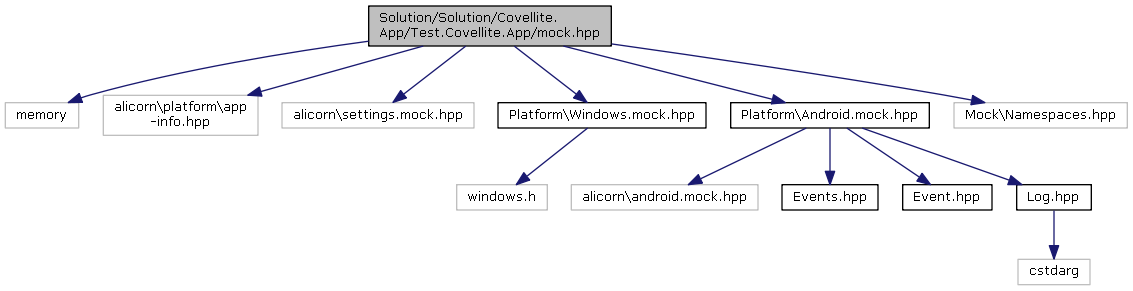 Solution/Solution/Covellite.
App/Test.Covellite.App/mock.hpp
memory
alicorn\platform\app
-info.hpp
alicorn\settings.mock.hpp
Platform\Windows.mock.hpp
Platform\Android.mock.hpp
Mock\Namespaces.hpp
windows.h
alicorn\android.mock.hpp
Events.hpp
Event.hpp
Log.hpp
cstdarg